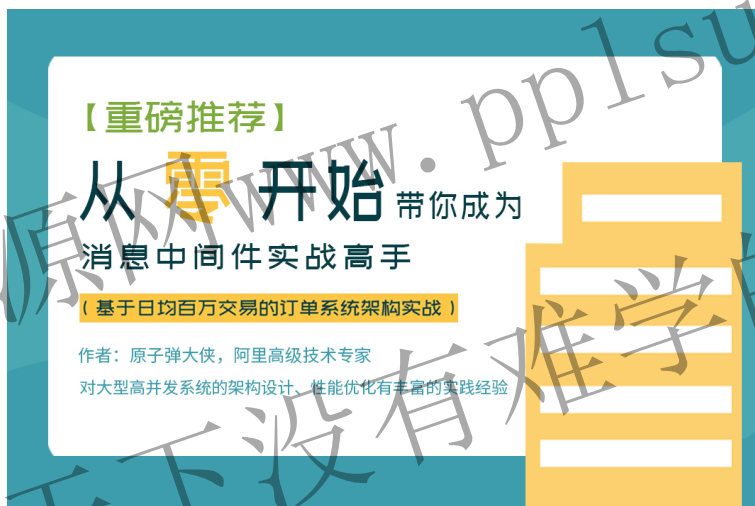 【重磅推荐】
从零开始带你成为
消息中间件实战高手
（基于日均百万交易的订单系统架构实战）
作者：原子弹大侠，阿里高级技术专家
对大型高并发系统的架构设计、性能优化有丰富的实践经验
源网www.pplsu
天下没有难学的